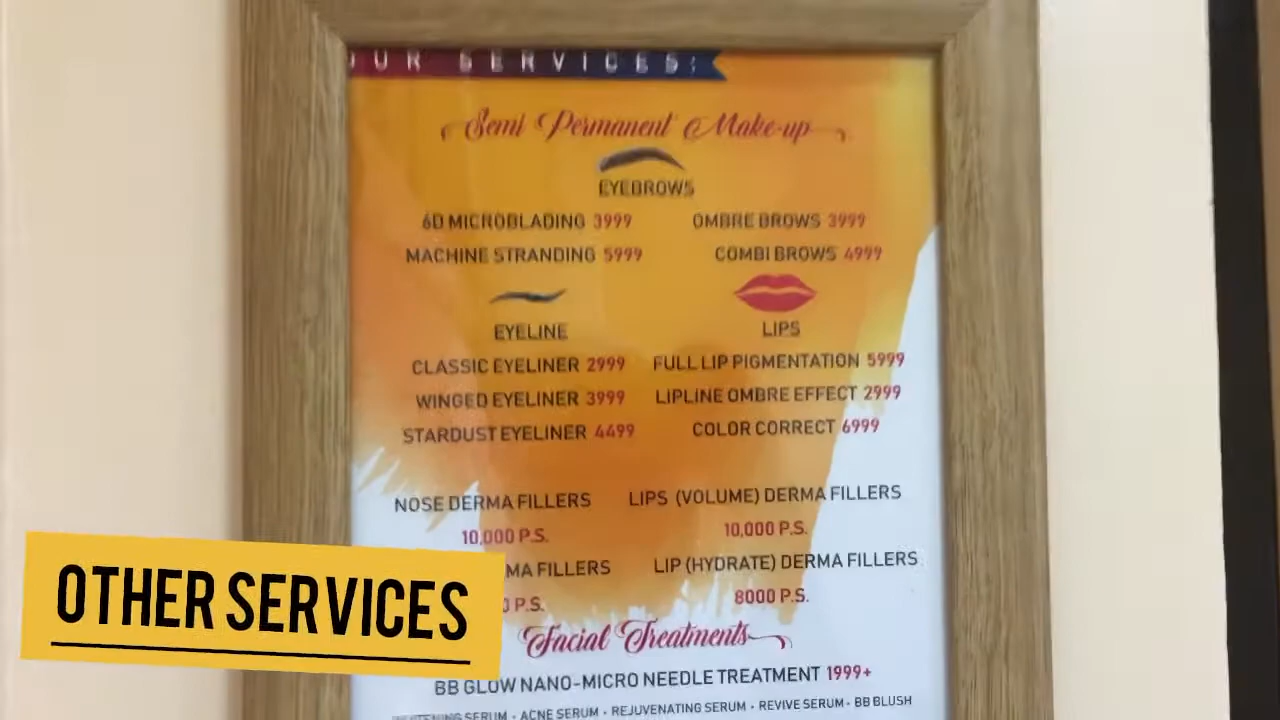 OUR SERVICES:
Semi Permanent Make-up
EYEBROWS
6D MICROBLADING 3999 OMBRE BROWS 3999
MACHINE STRANDING 5999 COMBI BROWS 4999
EYELINE LIPS
CLASSIC EYELINER 2999 FULL LIP PIGMENTATION 5999
WINGED EYELINER 3999 LIPLINE OMBRE EFFECT 2999
STARDUST EYELINER 4499 COLOR CORRECT 6999
NOSE DERMA FILLERS LIPS (VOLUME) DERMA FILLERS
10,000 P.S. 10,000 P.S.
FILLERS LIP (HYDRATE) DERMA FILLERS
P.S. 8000 P.S.
Facial Treatments
BB GLOW NANO-MICRO NEEDLE TREATMENT 1999+
SERUM • ACNE SERUM • REJUVENATING SERUM • REVIVE SERUM • BB BLUSH
OTHER SERVICES